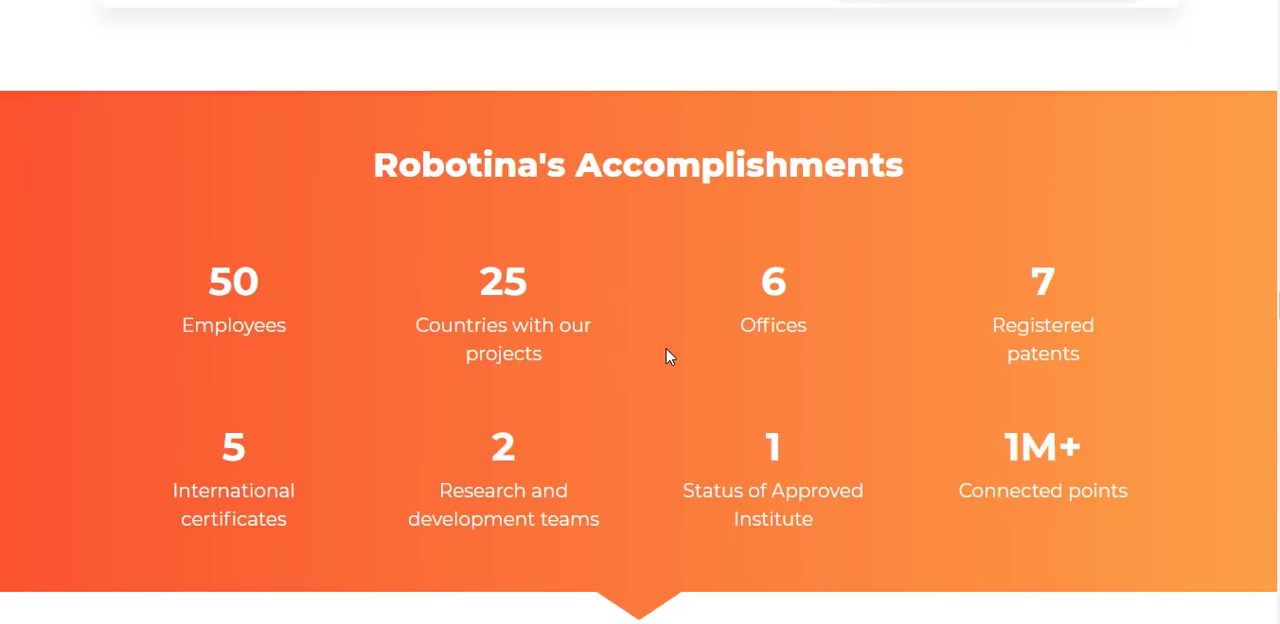 Robotina's Accomplishments
50
Employees
25
Countries with our
projects
6
Offices
7
Registered
patents
5
International
certificates
2
Research and
development teams
1
Status of Approved
Institute
1M+
Connected points